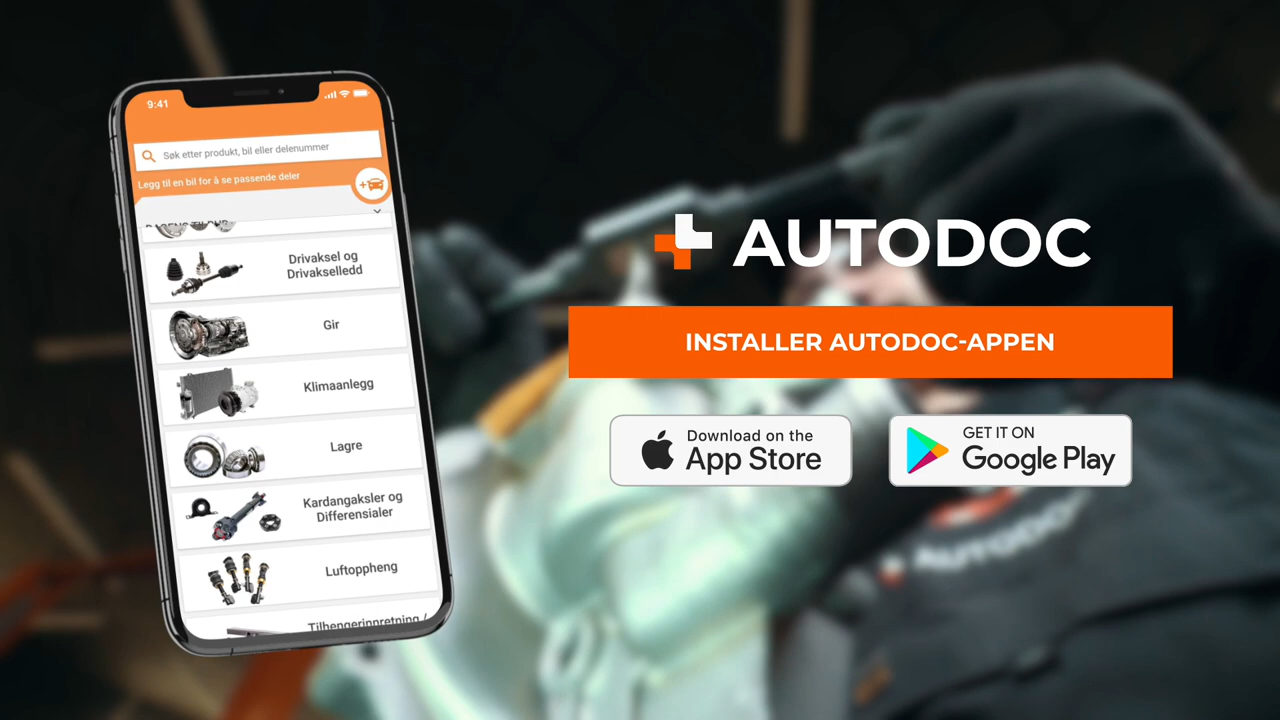 9:41
Søk etter produkt, bil eller delenummer
Legg til en bil for å se passende deler
Drivaksel og
Drivakselledd
Gir
Klimaanlegg
Lagre
Kardangaksler og
Differensialer
Luftoppheng
Tilhengerinnretning /
AUTODOC
INSTALLER AUTODOC-APPEN
Download on the
App Store
GET IT ON
Google Play
AUTODOC